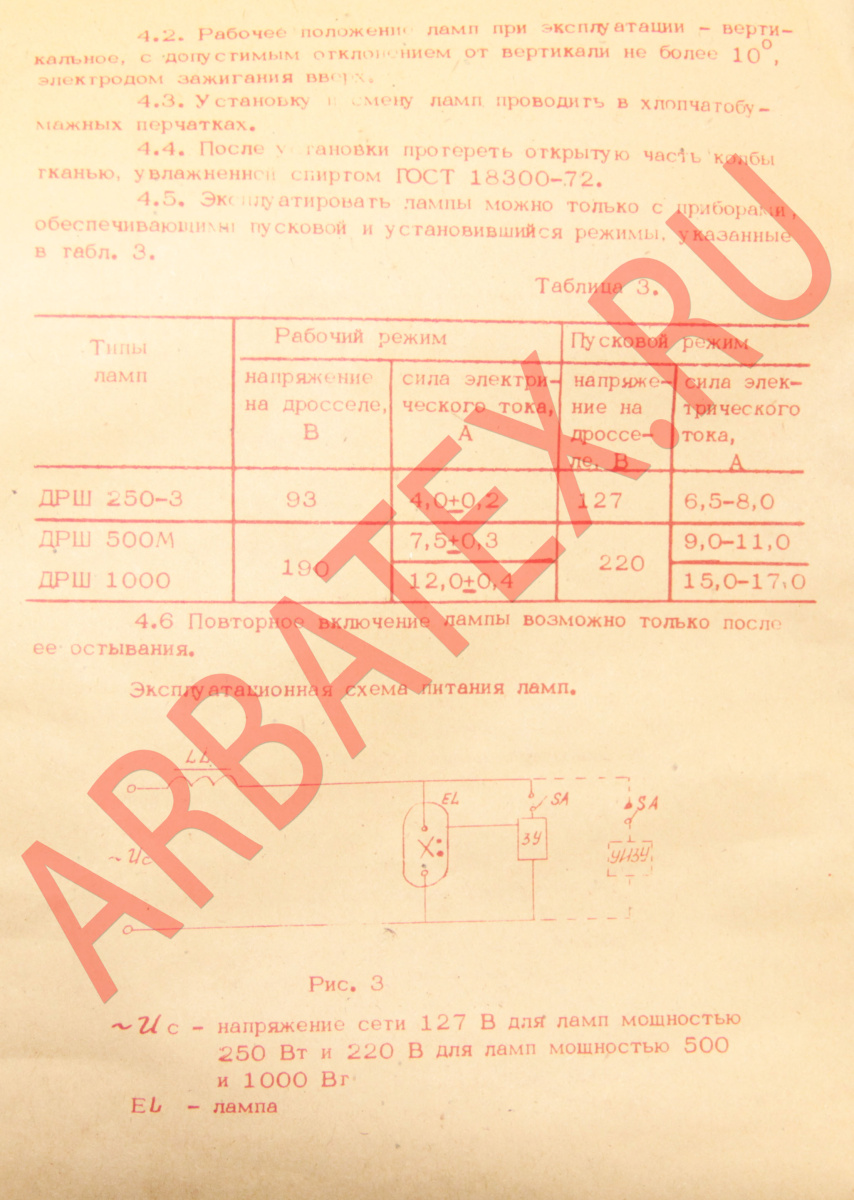 4.2. Рабочее положение ламп при эксплуатации – верти-
кальное, с допустимым отклонением от вертикали не более 10°,
электродом зажигания вверх.
4.3. Установку и смену ламп проводить в хлопчатобу-
мажных перчатках.
4.4. После установки протереть открытую часть колбы
тканью, увлажненной спиртом ГОСТ 18300-72.
4.5. Эксплуатировать лампы можно только с приборами,
обеспечивающими пусковой и установившийся режимы, указанные
в табл. 3.
Таблица 3.
Типы ламп
Рабочий режим
Пусковой режим
напряжение на дросселе, В
сила электри-
ческого тока, А
напряже-
ние на
дроссе-
ле, В
сила элек-
трического
тока, А
ДРШ 250-3 93 4,0±0,2 127 6,5-8,0
ДРШ 500М 190 7,5±0,3 220 9,0-11,0
ДРШ 1000 12,0±0,4 15,0-17,0
4.6 Повторное включение лампы возможно только после
ее остывания.
Эксплуатационная схема питания ламп.
LL
EL
SA
SA
ЗУ
УИЗУ
~Uc
Рис. 3
~Uс – напряжение сети 127 В для ламп мощностью
250 Вт и 220 В для ламп мощностью 500
и 1000 Вт
EL – лампа
ARBATEX.RU